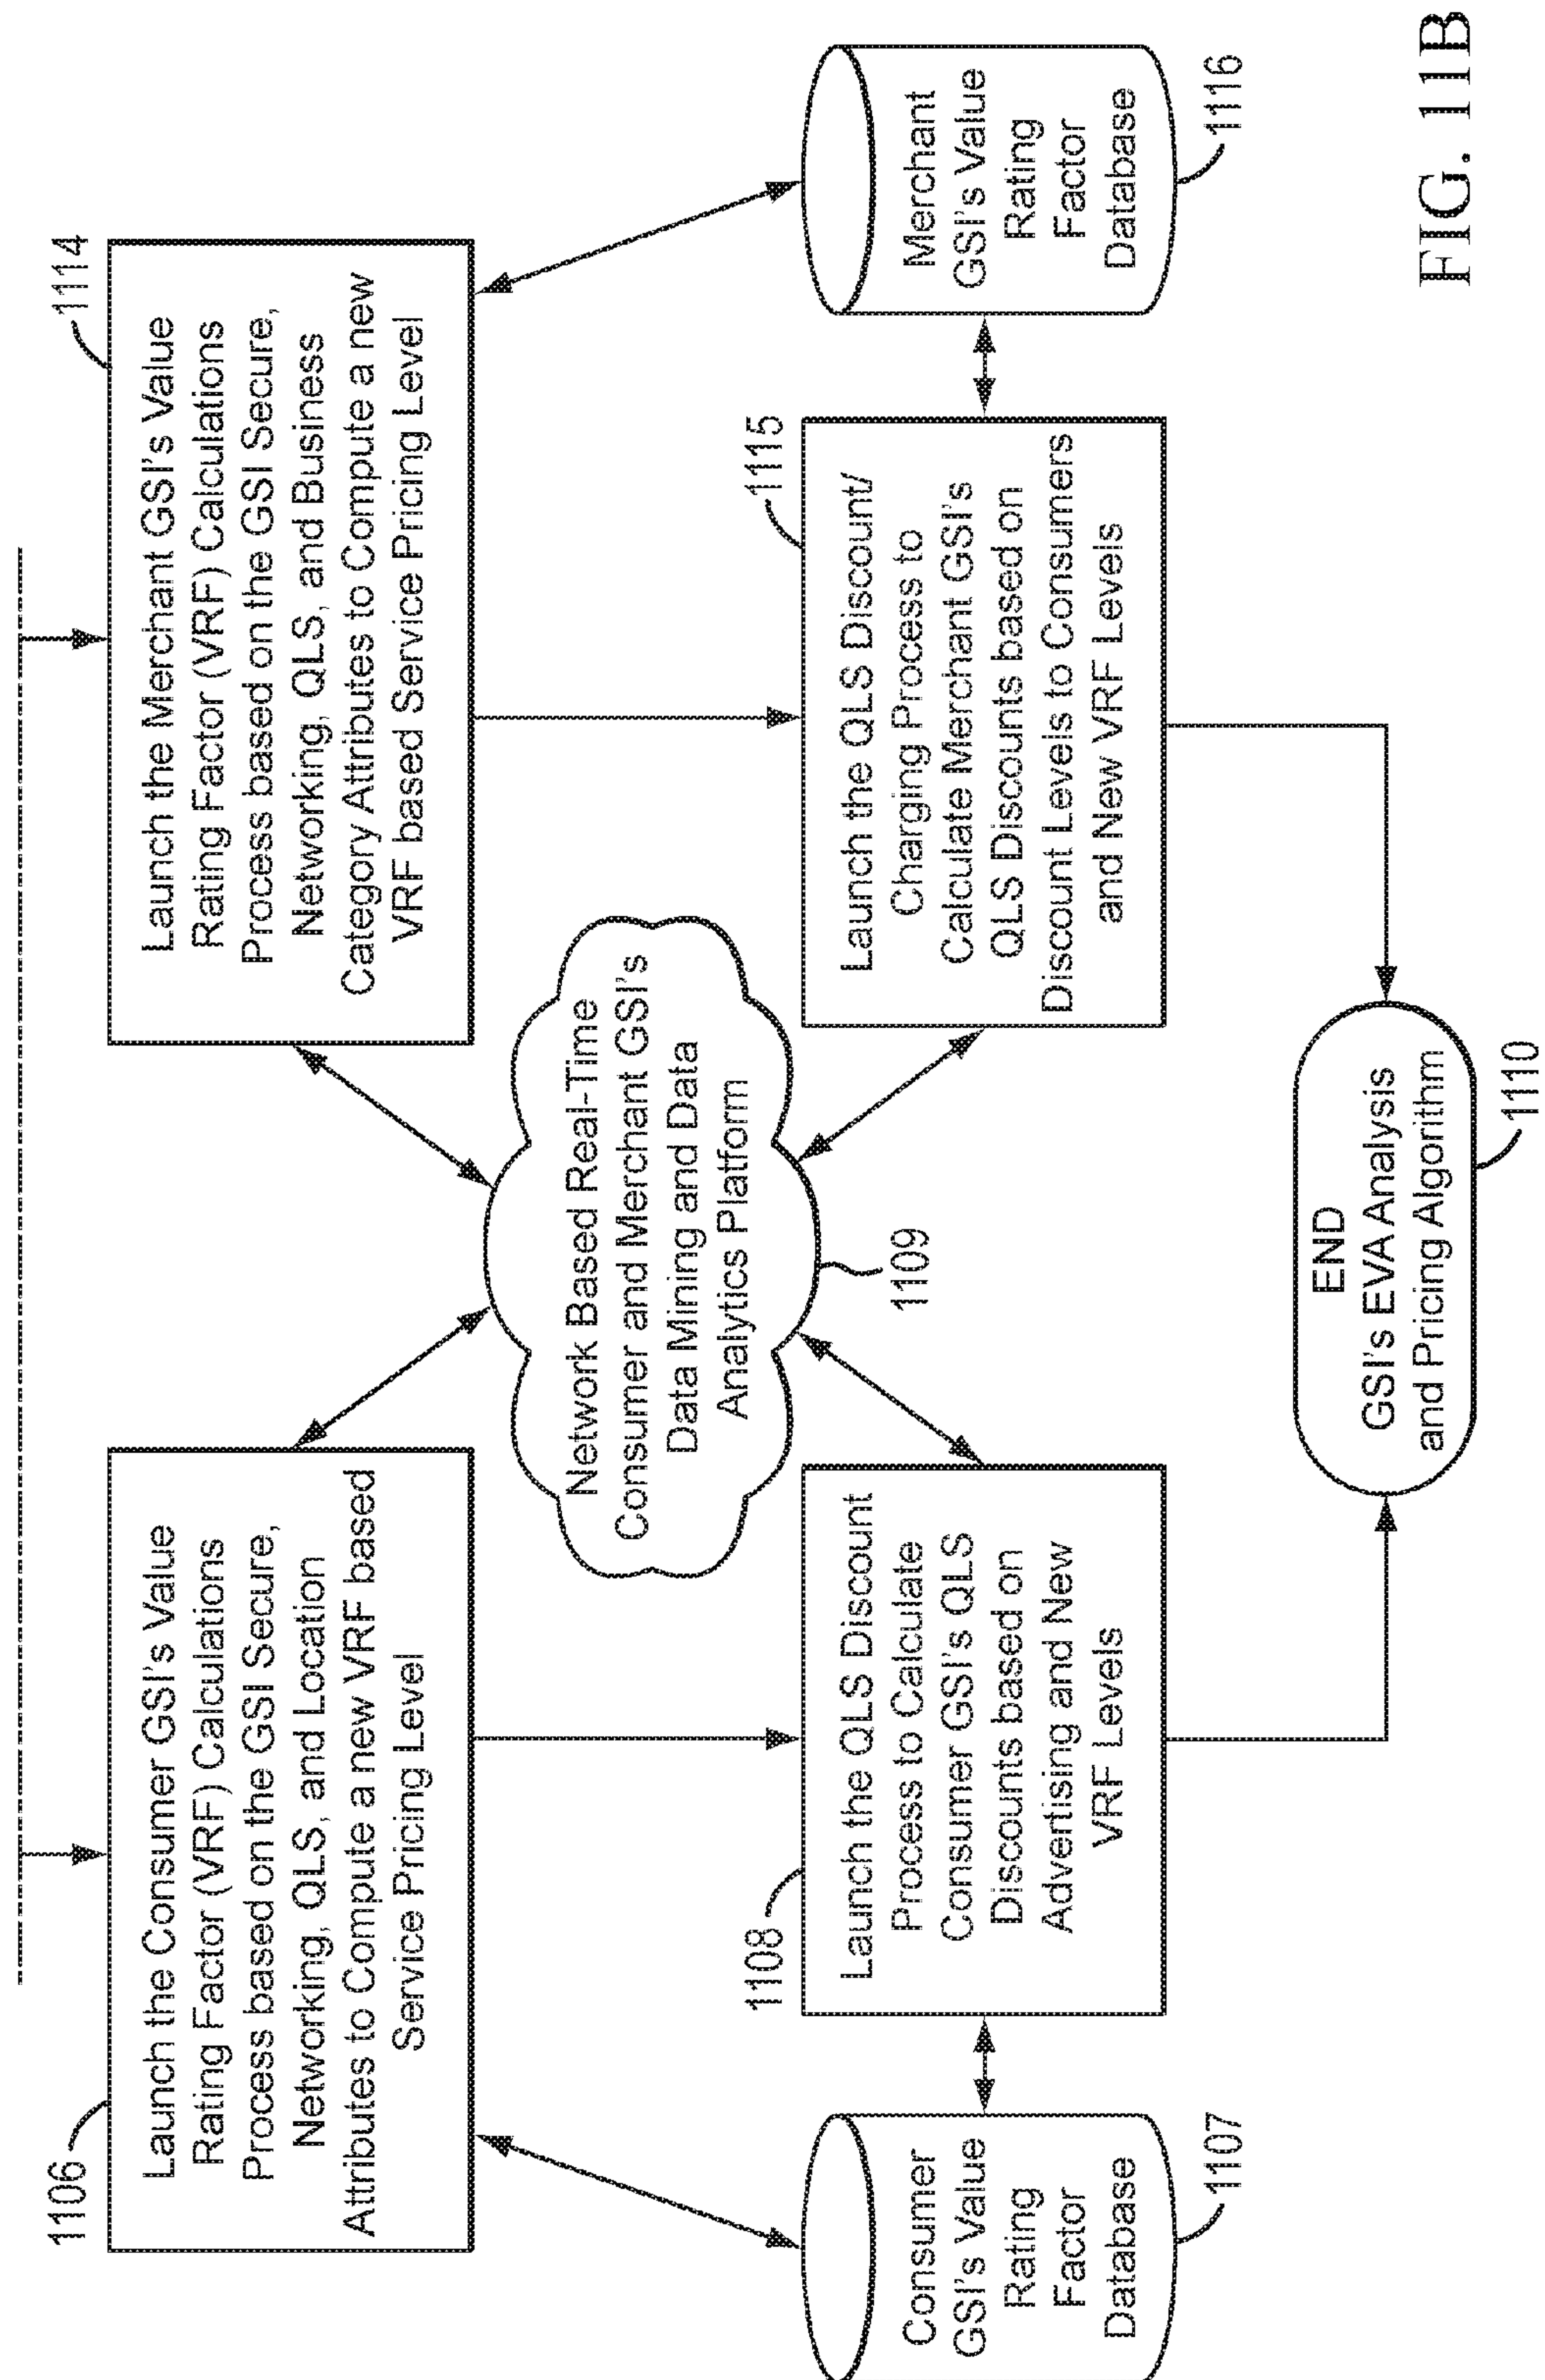 1106
Launch the Consumer GSI's Value
Rating Factor (VRF) Calculations
Process based on the GSI Secure,
Networking, QLS, and Location
Attributes to Compute a new VRF based
Service Pricing Level
1114
Launch the Merchant GSI's Value
Rating Factor (VRF) Calculations
Process based on the GSI Secure,
Networking, QLS, and Business
Category Attributes to Compute a new
VRF based Service Pricing Level
Network Based Real-Time
Consumer and Merchant GSI's
Data Mining and Data
Analytics Platform
1109
Consumer
GSI's Value
Rating
Factor
Database
1107
1108
Launch the QLS Discount
Process to Calculate
Consumer GSI's QLS
Discounts based on
Advertising and New
VRF Levels
1115
Launch the QLS Discount/
Charging Process to
Calculate Merchant GSI's
QLS Discounts based on
Discount Levels to Consumers
and New VRF Levels
Merchant
GSI's Value
Rating
Factor
Database
1116
END
GSI's EVA Analysis
and Pricing Algorithm
1110
FIG. 11B